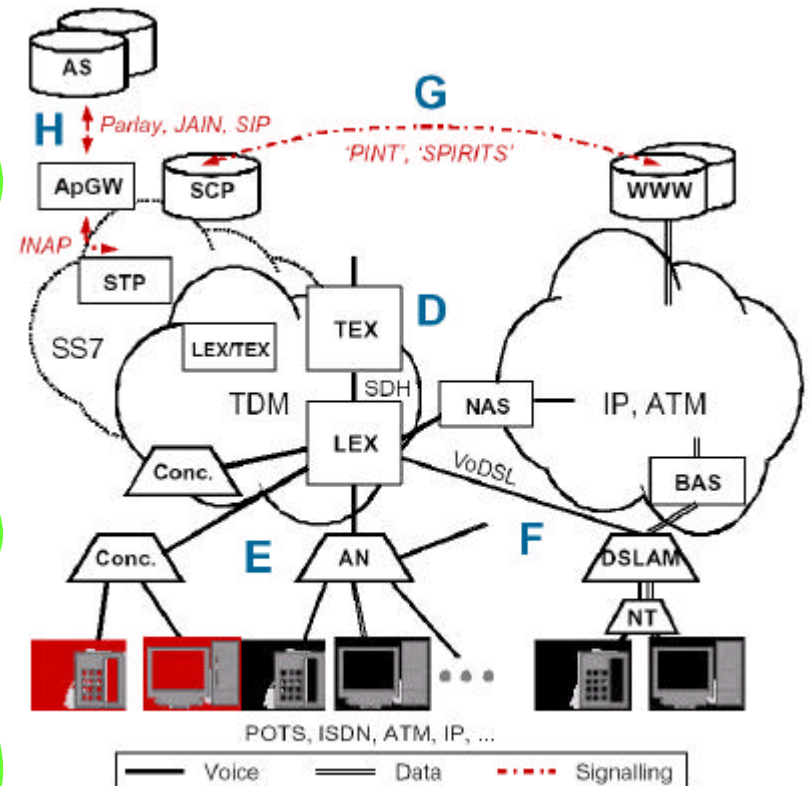 AS
H
Parlay, JAIN, SIP
G
'PINT', 'SPIRITS'
ApGW
SCP
WWW
INAP
STP
TEX
D
SS7
LEX/TEX
TDM
SDH
NAS
IP, ATM
LEX
VoDSL
Conc.
BAS
E
F
Conc.
AN
DSLAM
NT
POTS, ISDN, ATM, IP, ...
Voice
Data
Signalling